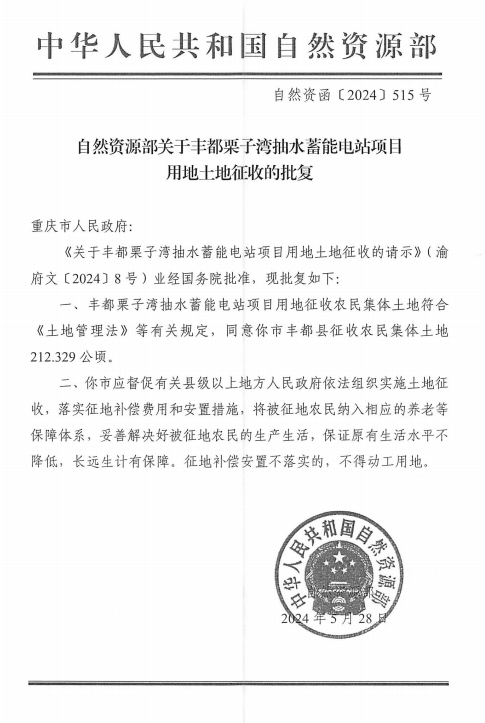 中华人民共和国自然资源部
自然资函〔2024〕515 号
自然资源部关于丰都栗子湾抽水蓄能电站项目
用地土地征收的批复
重庆市人民政府：
《关于丰都栗子湾抽水蓄能电站项目用地土地征收的请示》（渝
府文〔2024〕8 号）业经国务院批准，现批复如下：
一、丰都栗子湾抽水蓄能电站项目用地征收农民集体土地符合
《土地管理法》等有关规定，同意你市丰都县征收农民集体土地
212.329 公顷。
二、你市应督促有关县级以上地方人民政府依法组织实施土地征
收，落实征地补偿费用和安置措施，将被征地农民纳入相应的养老等
保障体系，妥善解决好被征地农民的生产生活，保证原有生活水平不
降低，长远生计有保障。征地补偿安置不落实的，不得动工用地。
中华人民共和国自然资源部
2024 年 5 月 28 日